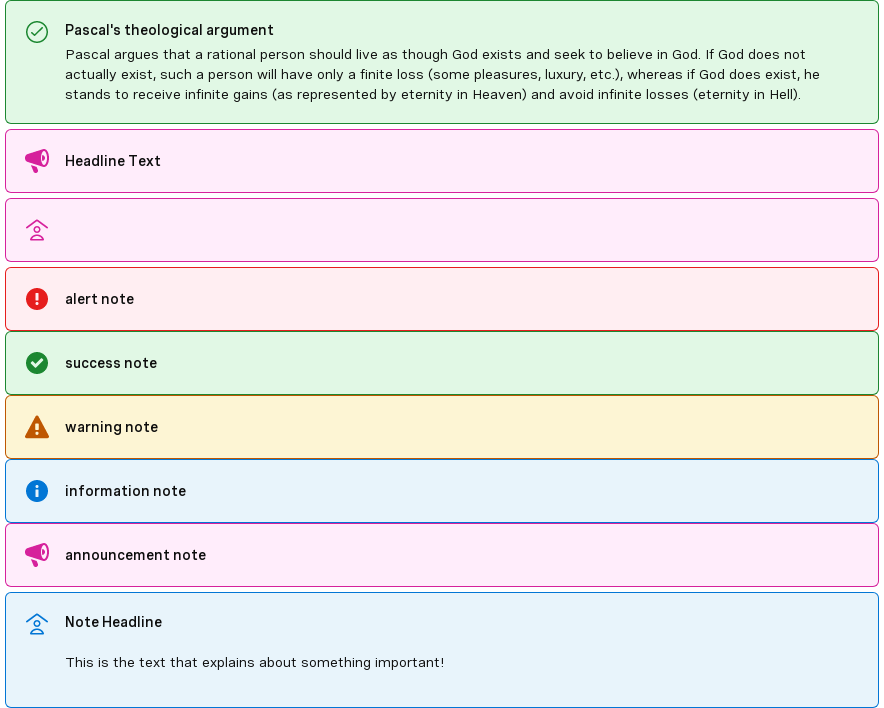 Pascal's theological argument
Pascal argues that a rational person should live as though God exists and seek to believe in God. If God does not
actually exist, such a person will have only a finite loss (some pleasures, luxury, etc.), whereas if God does exist, he
stands to receive infinite gains (as represented by eternity in Heaven) and avoid infinite losses (eternity in Hell).
Headline Text
alert note
success note
warning note
information note
announcement note
Note Headline
This is the text that explains about something important!